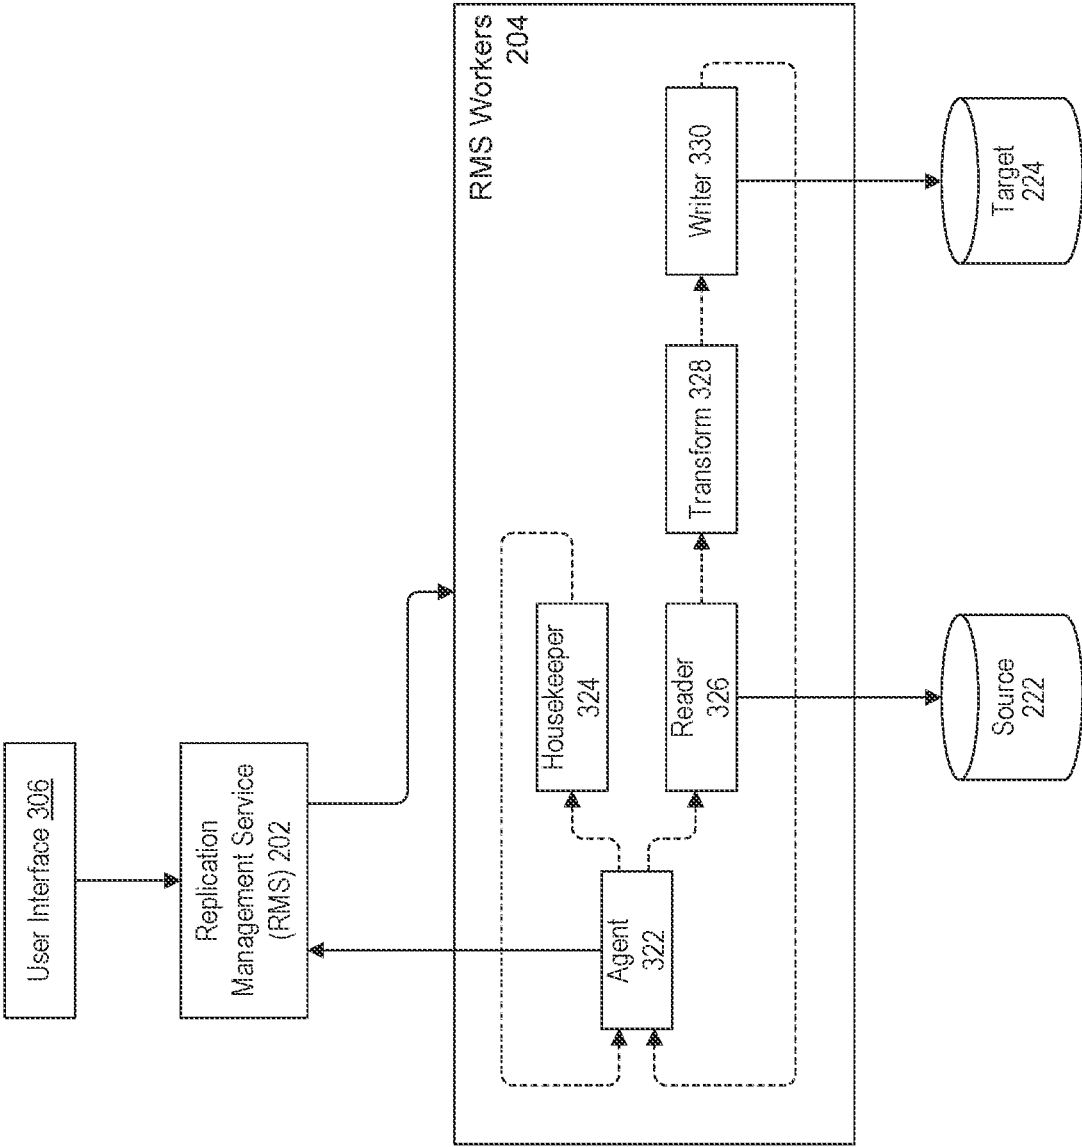 User Interface 306
Replication
Management Service
(RMS) 202
RMS Workers
204
Agent
322
Housekeeper
324
Reader
326
Transform 328
Writer 330
Source
222
Target
224